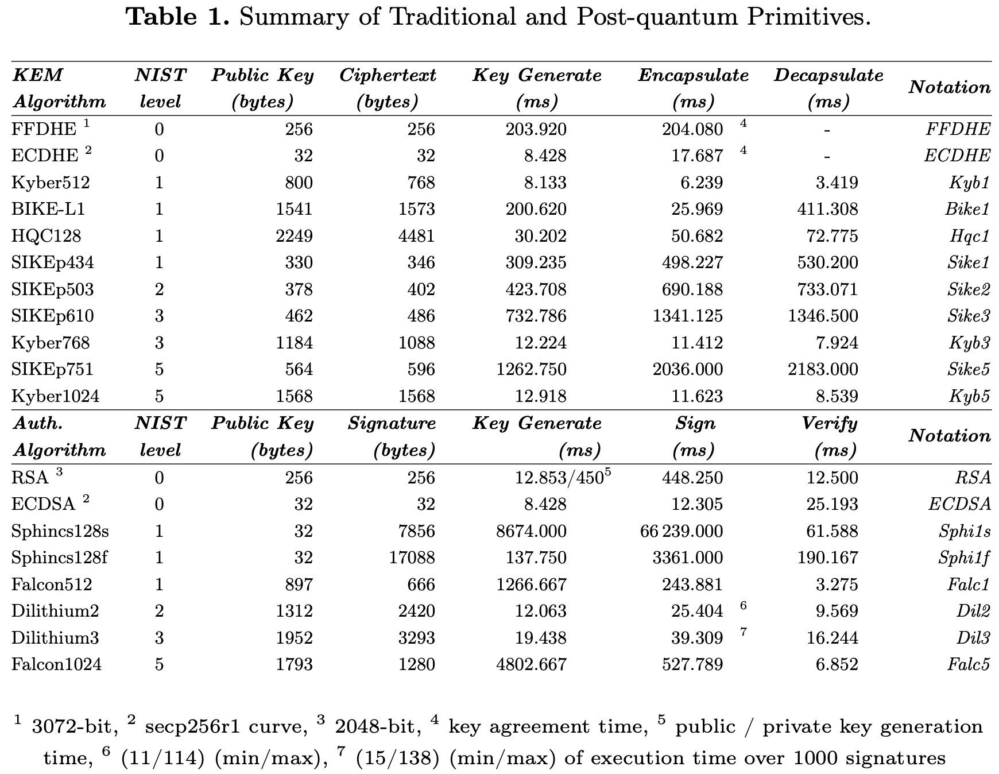 Table 1. Summary of Traditional and Post-quantum Primitives.
KEM NIST Public Key Ciphertext Key Generate Encapsulate Decapsulate Notation
Algorithm level (bytes) (bytes) (ms) (ms) (ms)
FFDHE 1 0 256 256 203.920 204.080 4 - FFDHE
ECDHE 2 0 32 32 8.428 17.687 4 - ECDHE
Kyber512 1 800 768 8.133 6.239 3.419 Kyb1
BIKE-L1 1 1541 1573 200.620 25.969 411.308 Bike1
HQC128 1 2249 4481 30.202 50.682 72.775 Hqc1
SIKEp434 1 330 346 309.235 498.227 530.200 Sike1
SIKEp503 2 378 402 423.708 690.188 733.071 Sike2
SIKEp610 3 462 486 732.786 1341.125 1346.500 Sike3
Kyber768 3 1184 1088 12.224 11.412 7.924 Kyb3
SIKEp751 5 564 596 1262.750 2036.000 2183.000 Sike5
Kyber1024 5 1568 1568 12.918 11.623 8.539 Kyb5
Auth. NIST Public Key Signature Key Generate Sign Verify Notation
Algorithm level (bytes) (bytes) (ms) (ms) (ms)
RSA 3 0 256 256 12.853/450 5 448.250 12.500 RSA
ECDSA 2 0 32 32 8.428 12.305 25.193 ECDSA
Sphincs128s 1 32 7856 8674.000 66 239.000 61.588 Sphi1s
Sphincs128f 1 32 17088 137.750 3361.000 190.167 Sphi1f
Falcon512 1 897 666 1266.667 243.881 3.275 Falc1
Dilithium2 2 1312 2420 12.063 25.404 6 9.569 Dil2
Dilithium3 3 1952 3293 19.438 39.309 7 16.244 Dil3
Falcon1024 5 1793 1280 4802.667 527.789 6.852 Falc5
1 3072-bit, 2 secp256r1 curve, 3 2048-bit, 4 key agreement time, 5 public / private key generation
time, 6 (11/114) (min/max), 7 (15/138) (min/max) of execution time over 1000 signatures